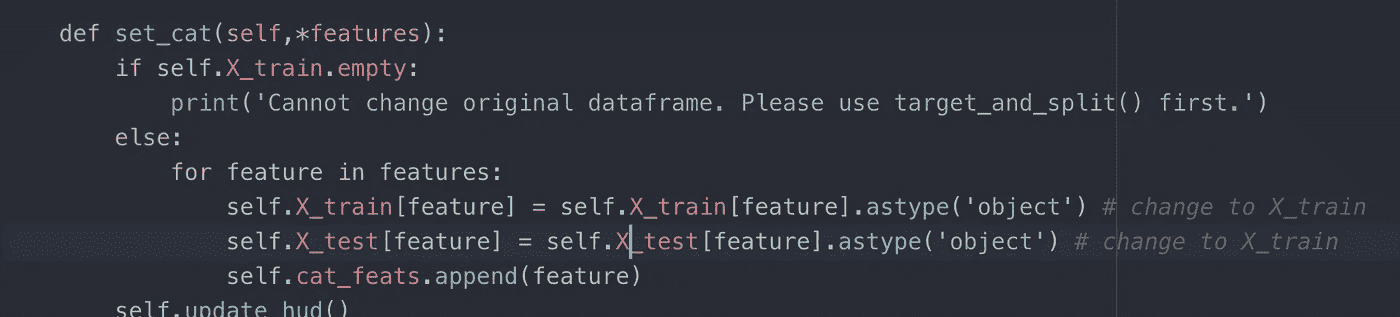 def set_cat(self,*features):
if self.X_train.empty:
print('Cannot change original dataframe. Please use target_and_split() first.')
else:
for feature in features:
self.X_train[feature] = self.X_train[feature].astype('object') # change to X_train
self.X_test[feature] = self.X_test[feature].astype('object') # change to X_train
self.cat_feats.append(feature)
self.update_hud()